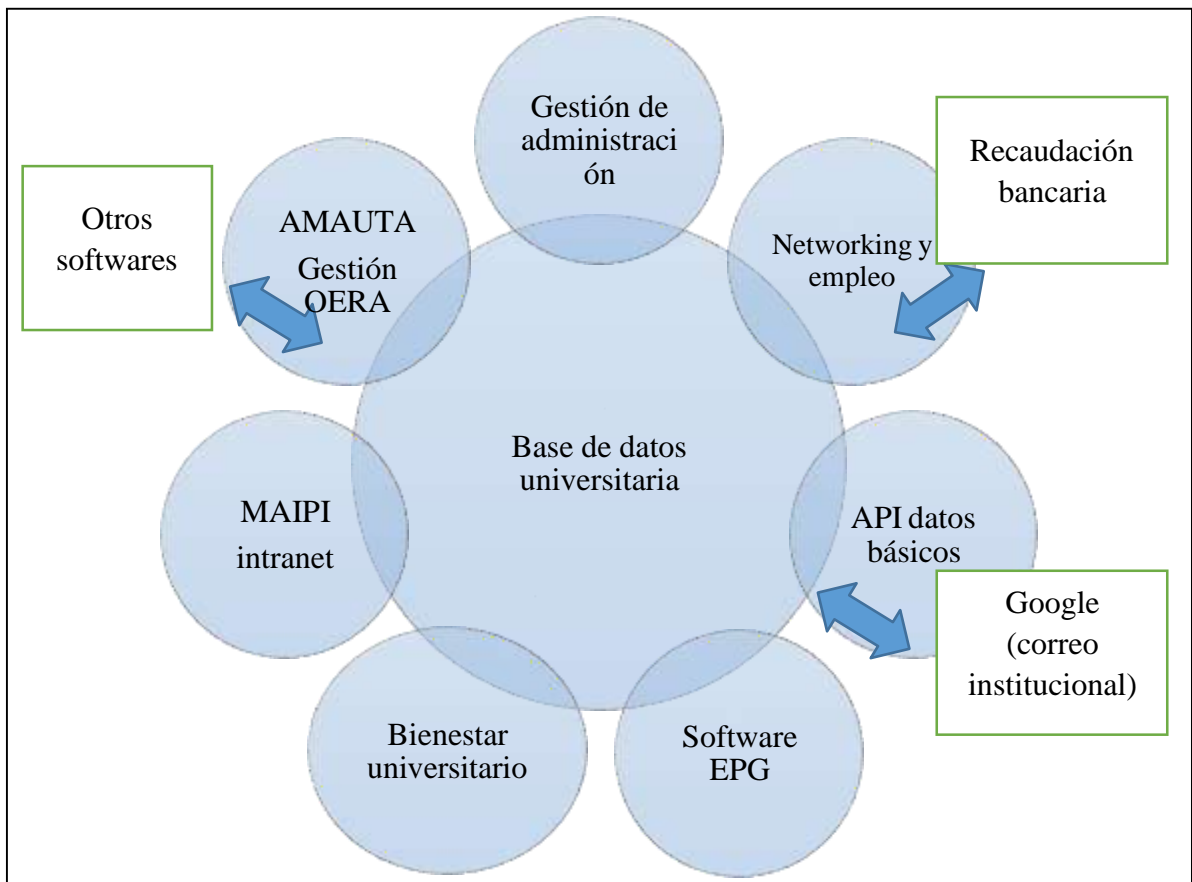 Gestión de
administraci
ón
Recaudación
bancaria
Otros
softwares
AMAUTA
Gestión
OERA
Networking y
empleo
Base de datos
universitaria
MAIPI
intranet
API datos
básicos
Google
(correo
institucional)
Bienestar
universitario
Software
EPG